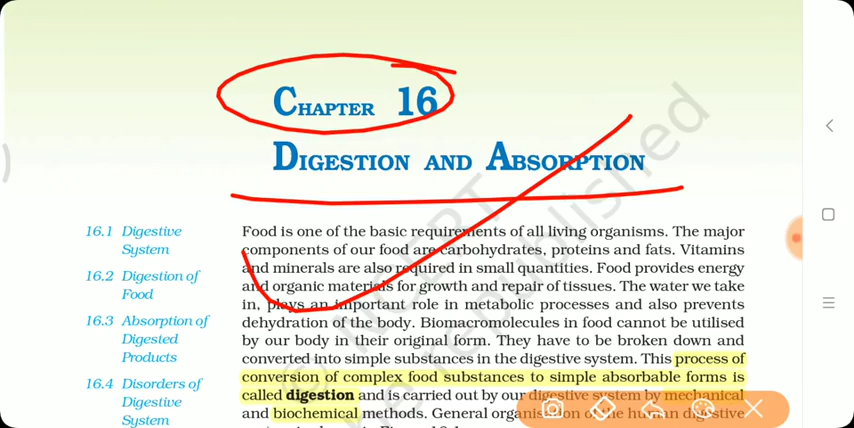 CHAPTER 16
DIGESTION AND ABSORPTION
16.1 Digestive
System
16.2 Digestion of
Food
16.3 Absorption of
Digested
Products
16.4 Disorders of
Digestive
System
Food is one of the basic requirements of all living organisms. The major
components of our food are carbohydrates, proteins and fats. Vitamins
and minerals are also required in small quantities. Food provides energy
and organic materials for growth and repair of tissues. The water we take
in, plays an important role in metabolic processes and also prevents
dehydration of the body. Biomacromolecules in food cannot be utilised
by our body in their original form. They have to be broken down and
converted into simple substances in the digestive system. This process of
conversion of complex food substances to simple absorbable forms is
called digestion and is carried out by our digestive system by mechanical
and biochemical methods. General organisation of the human digestive
© NCERT
be republished